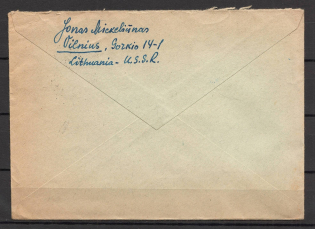 Jonas Mickeliūnas
Vilnius, Gorkio 14-1
Lithuania - U.S.S.R.